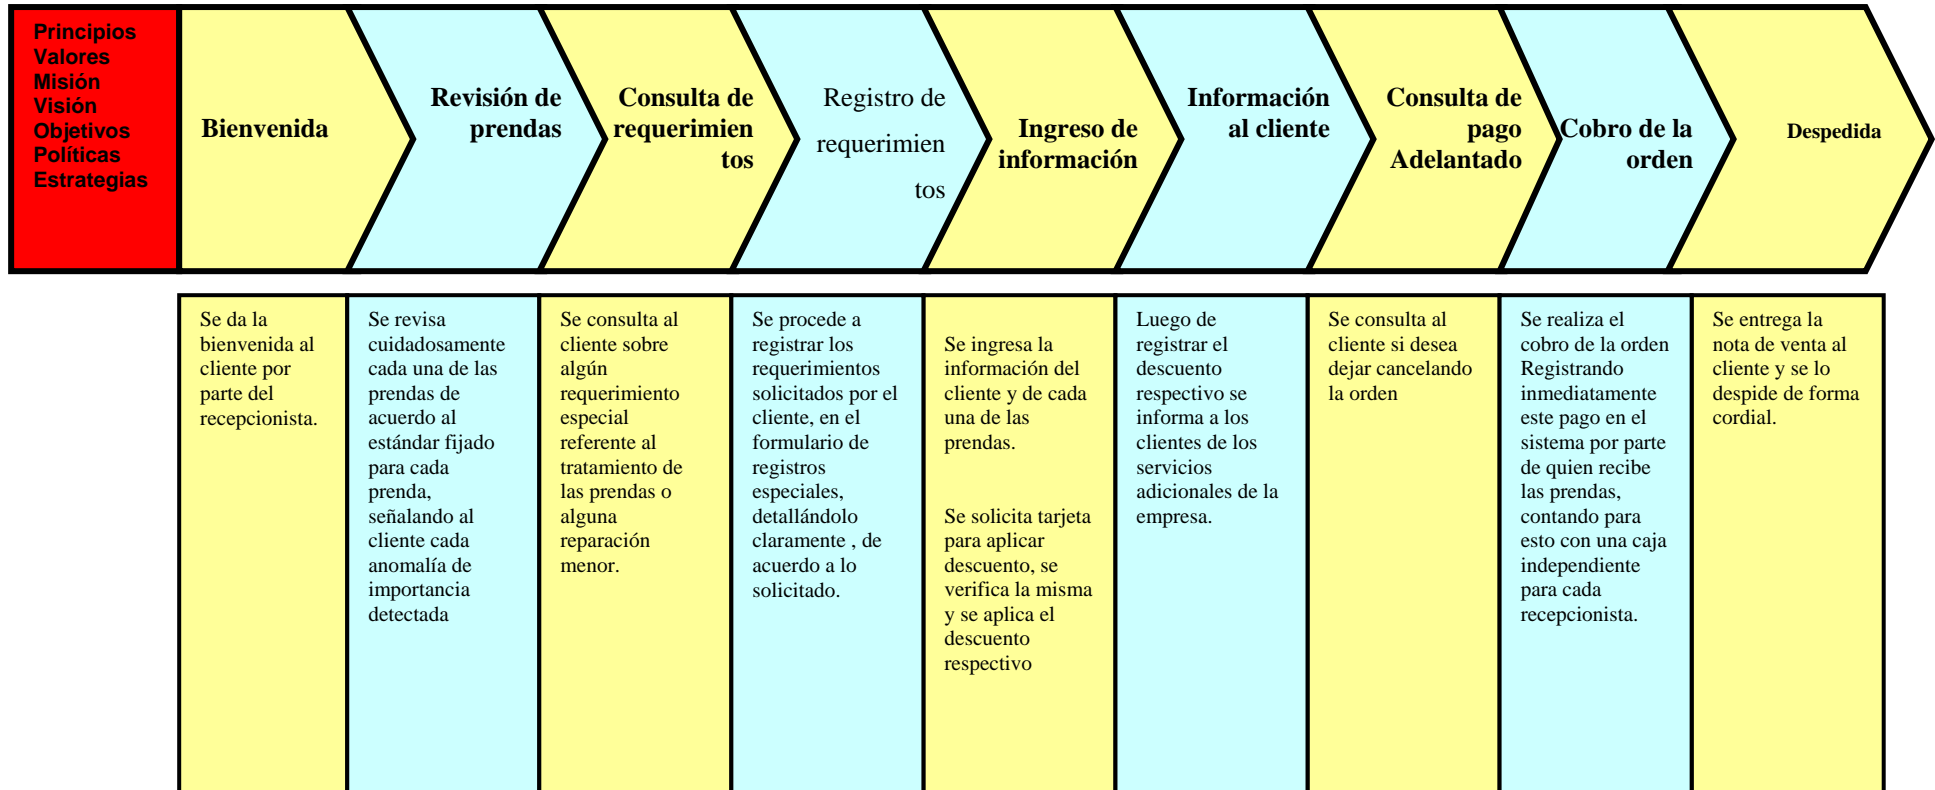 Principios
Valores
Misión
Visión
Objetivos
Políticas
Estrategias
Bienvenida
Revisión de
prendas
Consulta de
requerimien
tos
Registro de
requerimien
tos
Ingreso de
información
Información
al cliente
Consulta de
pago
Adelantado
Cobro de la
orden
Despedida
Se da la
bienvenida al
cliente por
parte del
recepcionista.
Se revisa
cuidadosamente
cada una de las
prendas de
acuerdo al
estándar fijado
para cada
prenda,
señalando al
cliente cada
anomalía de
importancia
detectada
Se consulta al
cliente sobre
algún
requerimiento
especial
referente al
tratamiento de
las prendas o
alguna
reparación
menor.
Se procede a
registrar los
requerimientos
solicitados por el
cliente, en el
formulario de
registros
especiales,
detallándolo
claramente , de
acuerdo a lo
solicitado.
Se ingresa la
información del
cliente y de cada
una de las
prendas.
Se solicita tarjeta
para aplicar
descuento, se
verifica la misma
y se aplica el
descuento
respectivo
Luego de
registrar el
descuento
respectivo se
informa a los
clientes de los
servicios
adicionales de la
empresa.
Se consulta al
cliente si desea
dejar cancelando
la orden
Se realiza el
cobro de la orden
Registrando
inmediatamente
este pago en el
sistema por parte
de quien recibe
las prendas,
contando para
esto con una caja
independiente
para cada
recepcionista.
Se entrega la
nota de venta al
cliente y se lo
despide de forma
cordial.